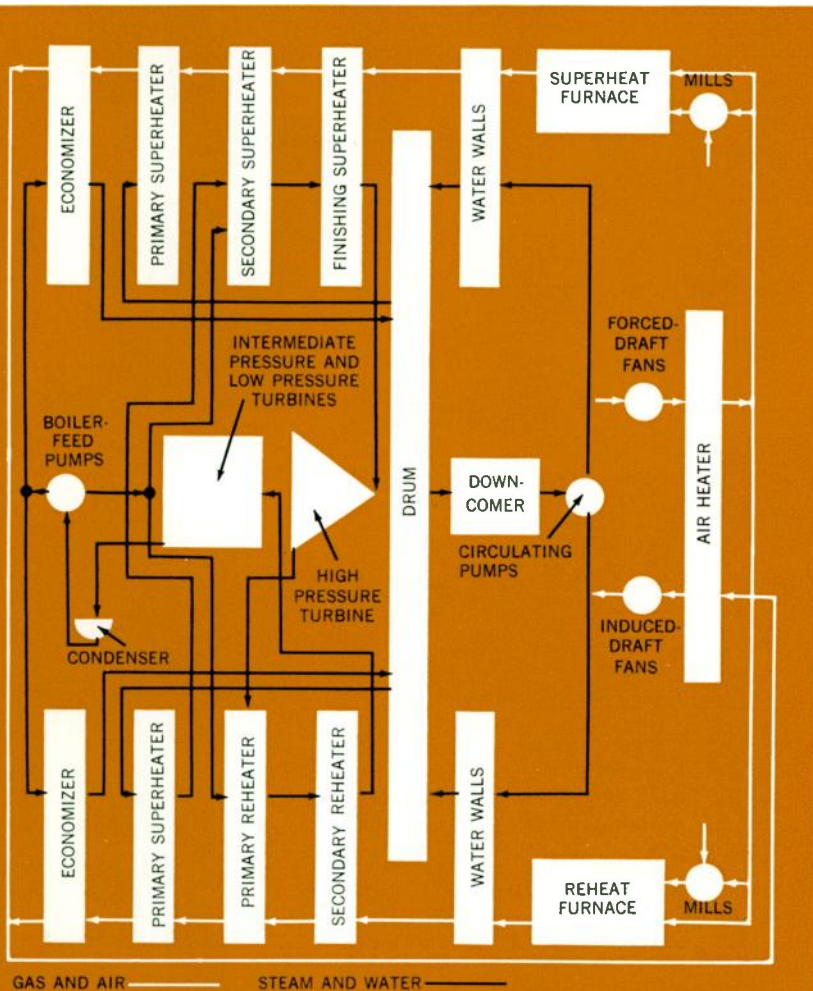 SUPERHEAT
FURNACE
MILLS
ECONOMIZER
PRIMARY SUPERHEATER
SECONDARY SUPERHEATER
FINISHING SUPERHEATER
WATER WALLS
INTERMEDIATE
PRESSURE AND
LOW PRESSURE
TURBINES
FORCED-
DRAFT
FANS
BOILER-
FEED
PUMPS
DRUM
DOWN-
COMER
AIR HEATER
CIRCULATING
PUMPS
HIGH
PRESSURE
TURBINE
CONDENSER
INDUCED-
DRAFT
FANS
ECONOMIZER
PRIMARY SUPERHEATER
PRIMARY REHEATER
SECONDARY REHEATER
WATER WALLS
REHEAT
FURNACE
MILLS
GAS AND AIR
STEAM AND WATER